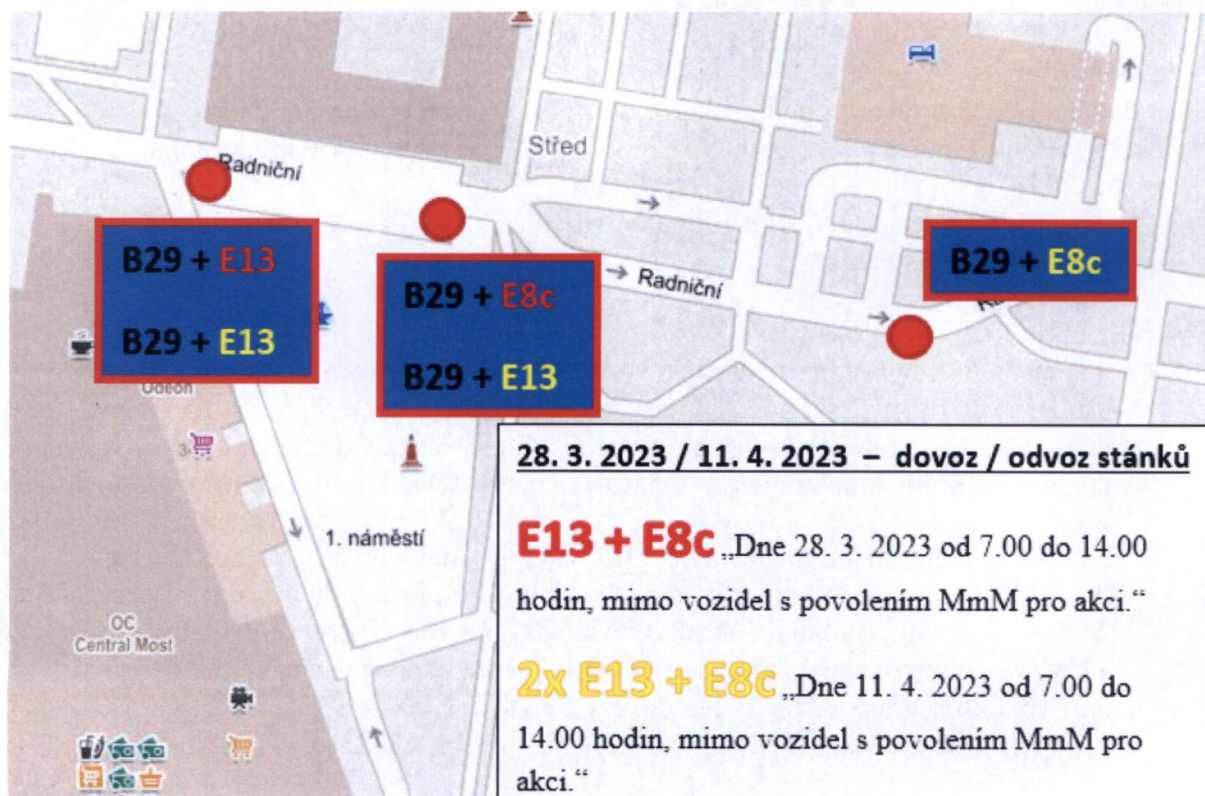 Střed
Radniční
B29 + E13
B29 + E13
B29 + E8c
B29 + E13
Radniční
B29 + E8c
Odeon
1. náměstí
OC
Central Most
28. 3. 2023 / 11. 4. 2023 – dovoz / odvoz stánků
E13 + E8c „Dne 28. 3. 2023 od 7.00 do 14.00
hodin, mimo vozidel s povolením MmM pro akci.“
2x E13 + E8c „Dne 11. 4. 2023 od 7.00 do
14.00 hodin, mimo vozidel s povolením MmM pro
akci.“